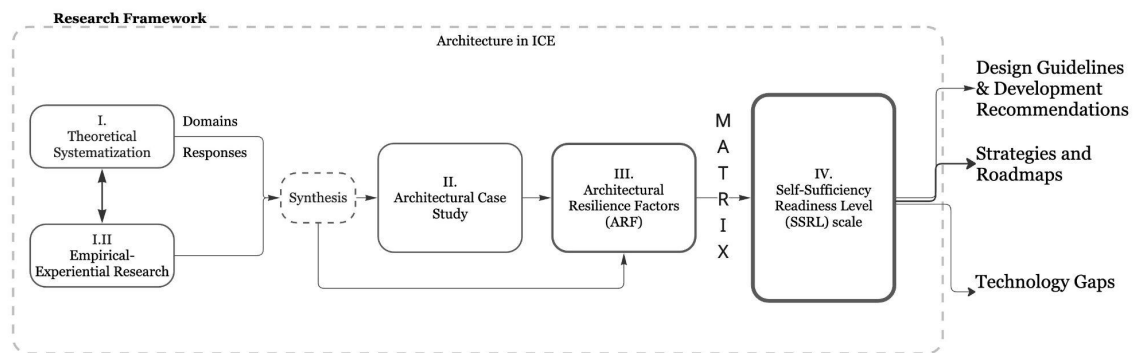 Research Framework
Architecture in ICE
I.
Theoretical
Systematization
Domains
Responses
I.II
Empirical-
Experiential Research
Synthesis
II.
Architectural Case
Study
III.
Architectural
Resilience Factors
(ARF)
M
A
T
R
I
X
IV.
Self-Sufficiency
Readiness Level
(SSRL) scale
Design Guidelines
& Development
Recommendations
Strategies and
Roadmaps
Technology Gaps